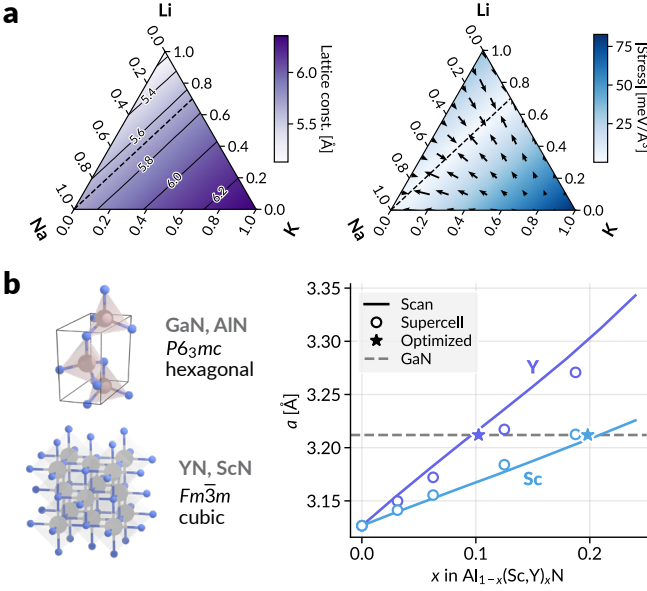 a
Li
0.0
0.2
0.4
0.6
0.8
1.0
1.0
0.8
0.6
0.4
0.2
0.0
0.0
0.2
0.4
0.6
0.8
1.0
Na
K
5.4
5.6
5.8
6.0
6.2
6.0
5.5
Lattice const. [Å]
Li
0.0
0.2
0.4
0.6
0.8
1.0
1.0
0.8
0.6
0.4
0.2
0.0
0.0
0.2
0.4
0.6
0.8
1.0
Na
K
75
50
25
|Stress| [meV/Å³]
b
GaN, AlN
P6₃mc
hexagonal
YN, ScN
Fm3̅m
cubic
3.35
3.30
3.25
3.20
3.15
a [Å]
Scan
Supercell
Optimized
GaN
Y
Sc
0.0
0.1
0.2
x in Al₁₋ₓ(Sc,Y)ₓN